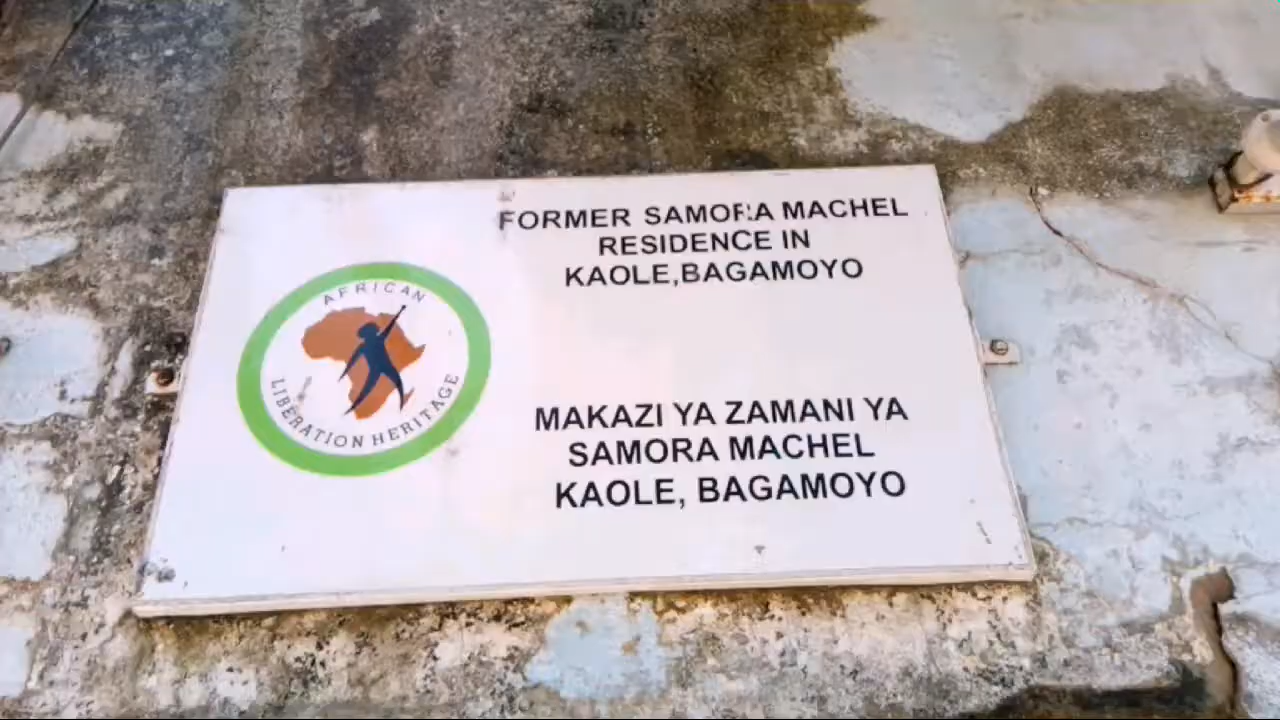 AFRICAN
LIBERATION HERITAGE
FORMER SAMORA MACHEL
RESIDENCE IN
KAOLE,BAGAMOYO
MAKAZI YA ZAMANI YA
SAMORA MACHEL
KAOLE, BAGAMOYO